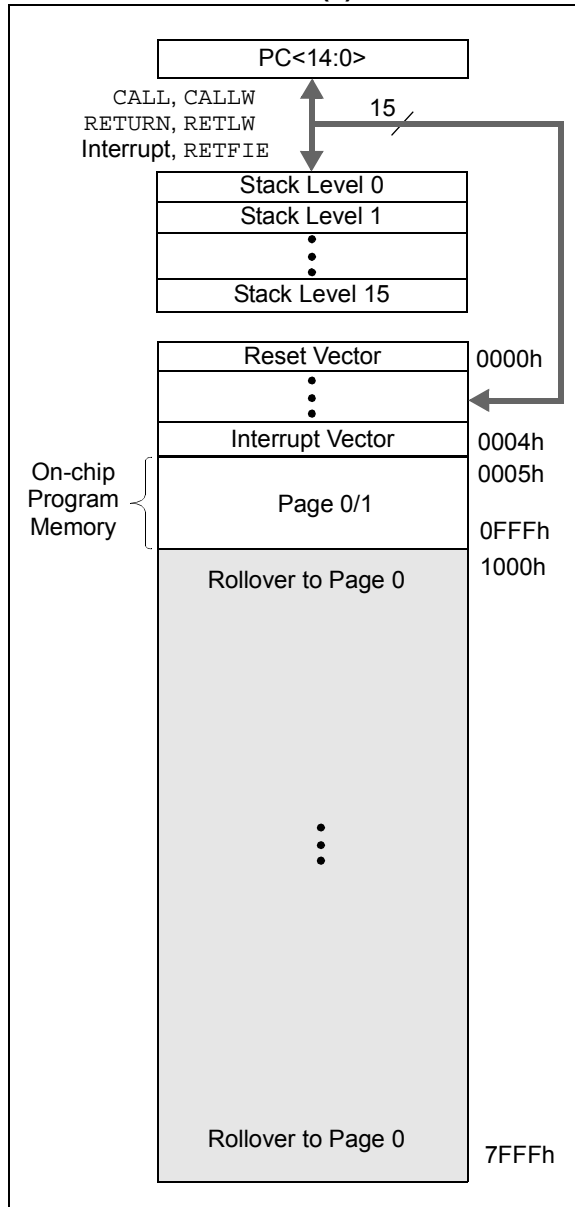 PC<14:0>
CALL, CALLW
RETURN, RETLW
Interrupt, RETFIE
15
Stack Level 0
Stack Level 1
Stack Level 15
Reset Vector
0000h
Interrupt Vector
0004h
On-chip
Program
Memory
0005h
Page 0/1
0FFFh
Rollover to Page 0
1000h
Rollover to Page 0
7FFFh